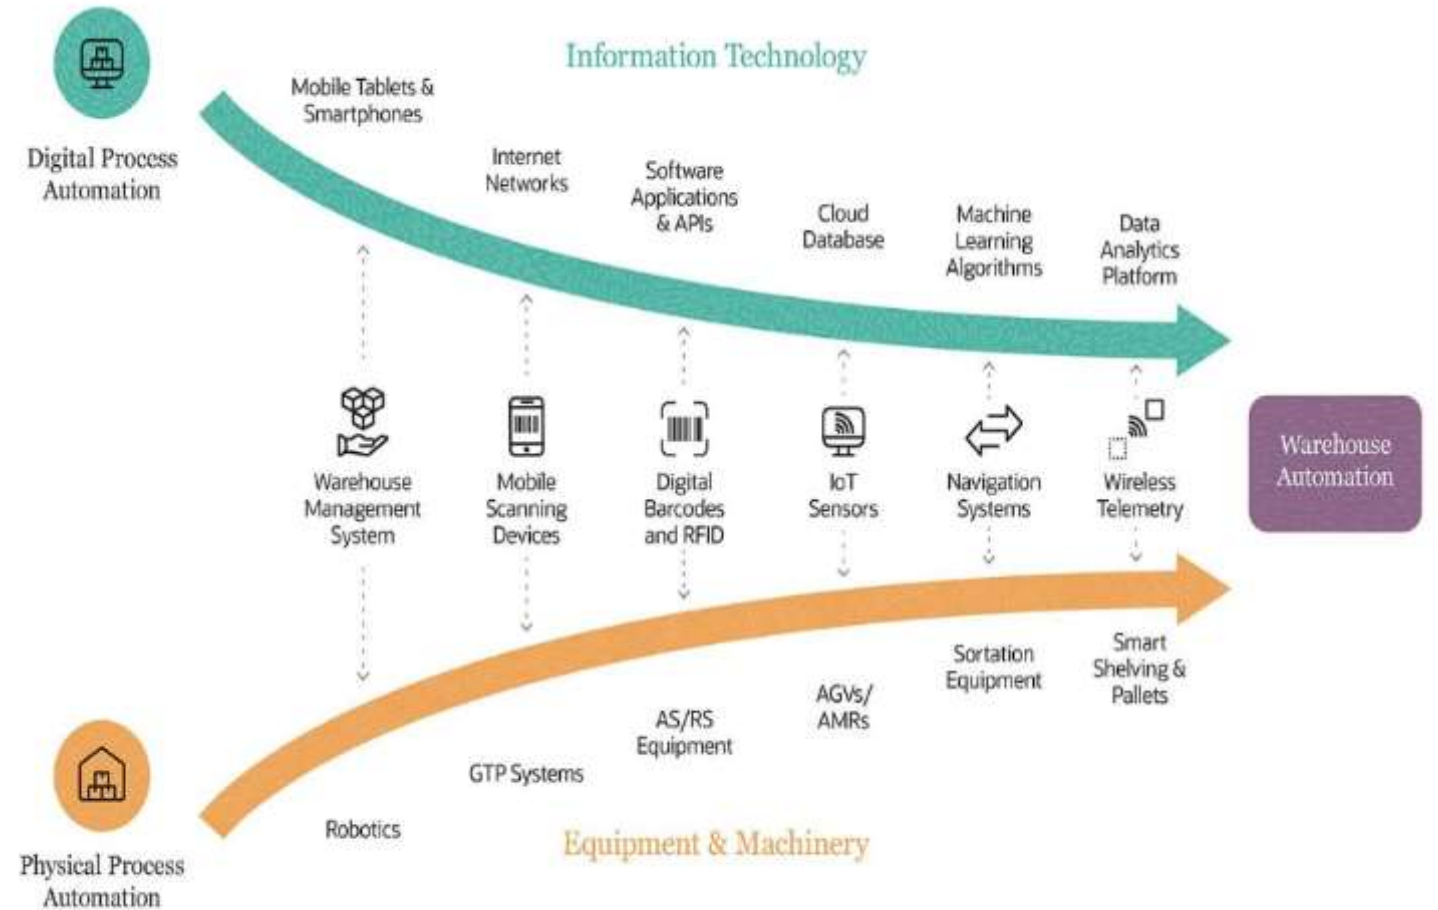 Information Technology
Digital Process
Automation
Mobile Tablets &
Smartphones
Internet
Networks
Software
Applications
& APIs
Cloud
Database
Machine
Learning
Algorithms
Data
Analytics
Platform
Warehouse
Management
System
Mobile
Scanning
Devices
Digital
Barcodes
and RFID
IoT
Sensors
Navigation
Systems
Wireless
Telemetry
Warehouse
Automation
Robotics
GTP Systems
AS/RS
Equipment
AGVs/
AMRs
Sortation
Equipment
Smart
Shelving &
Pallets
Physical Process
Automation
Equipment & Machinery